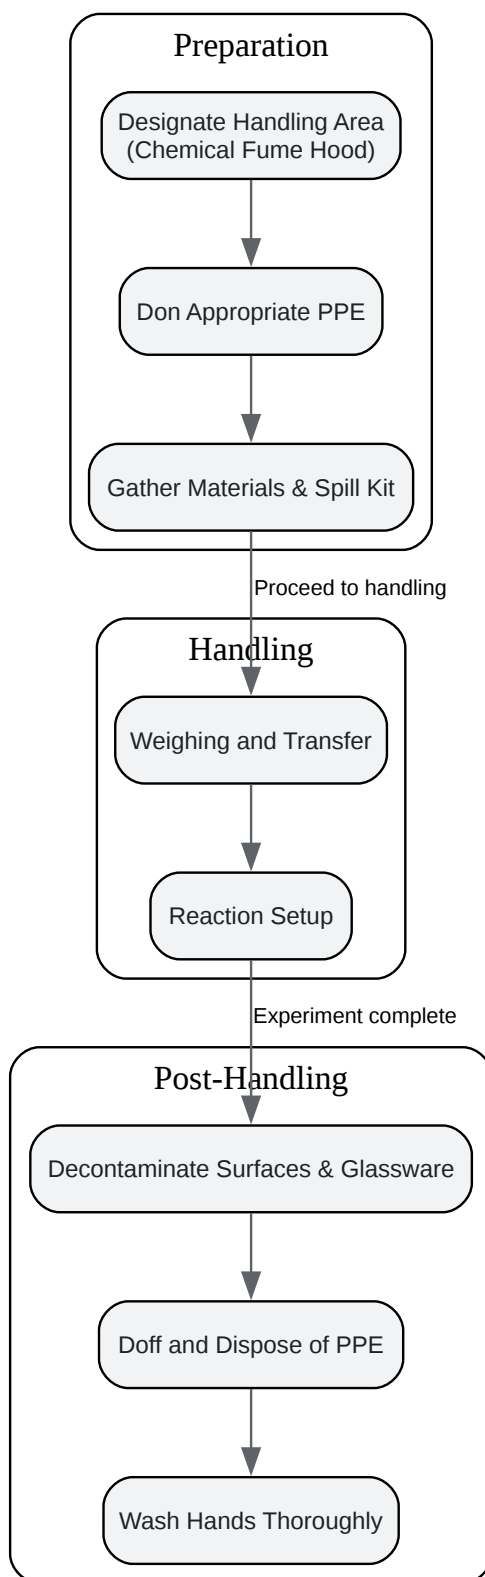 Preparation
Designate Handling Area
(Chemical Fume Hood)
Don Appropriate PPE
Gather Materials & Spill Kit
Proceed to handling
Handling
Weighing and Transfer
Reaction Setup
Experiment complete
Post-Handling
Decontaminate Surfaces & Glassware
Doff and Dispose of PPE
Wash Hands Thoroughly